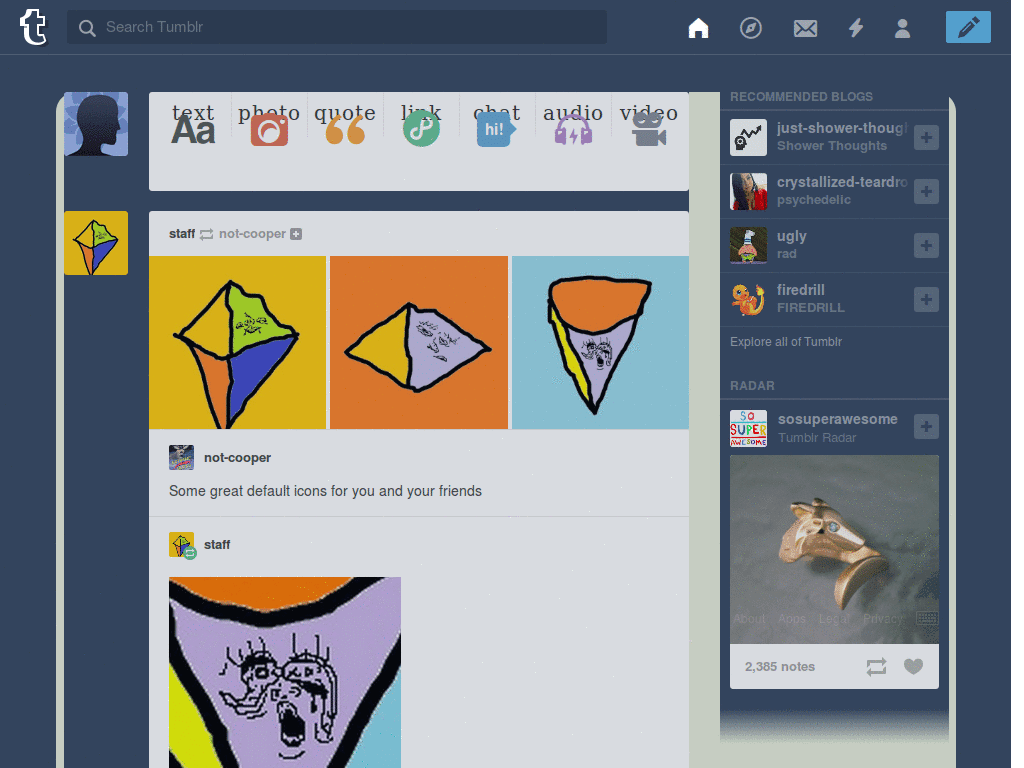 t
Search Tumblr
text photo quote link chat audio video
Aa hi!
RECOMMENDED BLOGS
just-shower-thoug
Shower Thoughts
crystallized-teardro
psychedelic
ugly
rad
firedrill
FIREDRILL
Explore all of Tumblr
staff not-cooper
not-cooper
Some great default icons for you and your friends
staff
RADAR
SO
SUPER
AWESOME
sosuperawesome
Tumblr Radar
About Apps Legal Privacy
2,385 notes